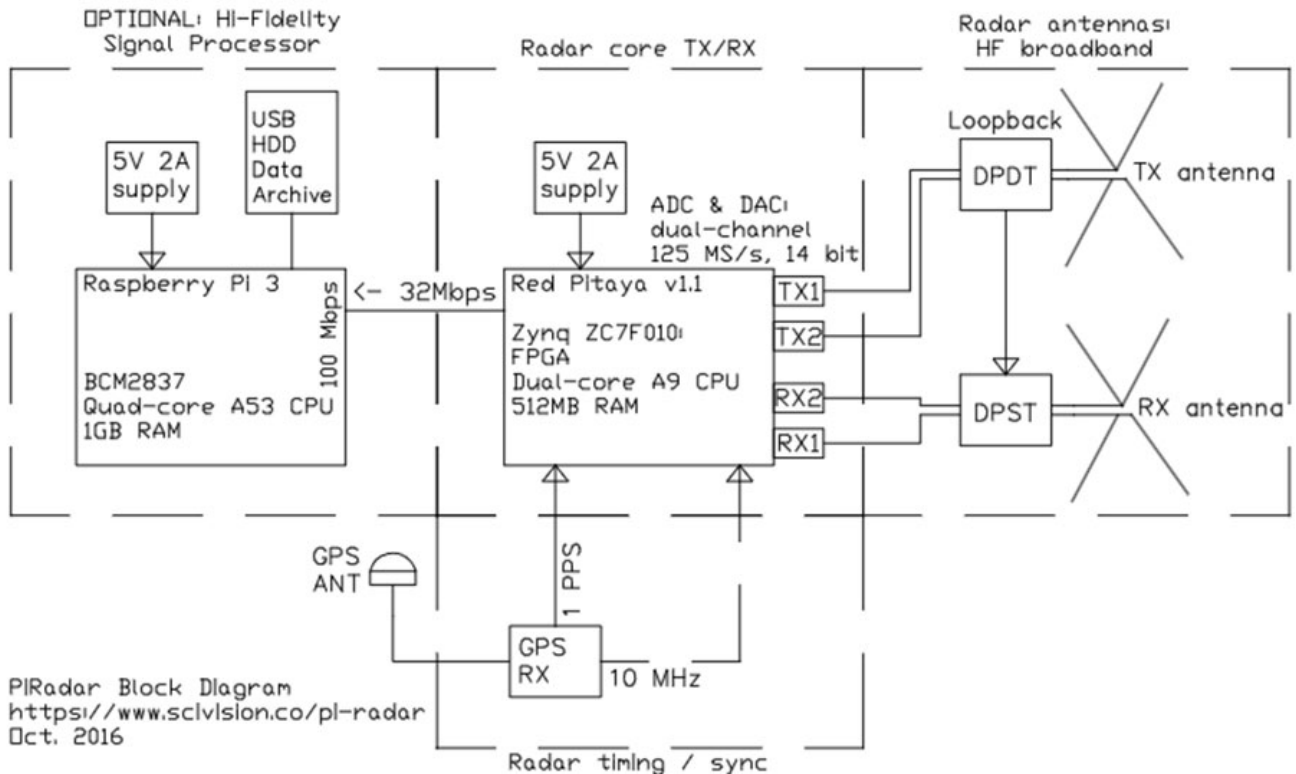 OPTIONAL: Hi-Fidelity
Signal Processor
Radar core TX/RX
Radar antennas:
HF broadband
USB
HDD
Data
Archive
5V 2A
supply
5V 2A
supply
Loopback
DPDT
TX antenna
ADC & DAC:
dual-channel
125 MS/s, 14 bit
Raspberry Pi 3
100 Mbps
BCM2837
Quad-core A53 CPU
1GB RAM
<- 32Mbps
Red Pitaya v1.1
Zynq ZC7F010:
FPGA
Dual-core A9 CPU
512MB RAM
TX1
TX2
RX2
RX1
DPST
RX antenna
GPS
ANT
1 PPS
GPS
RX
10 MHz
PiRadar Block Diagram
https://www.scivision.co/pi-radar
Oct. 2016
Radar timing / sync